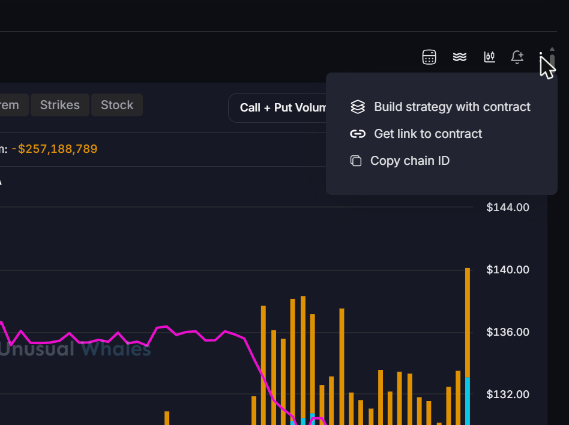 Strikes
Stock
Call + Put Volum
Build strategy with contract
Get link to contract
Copy chain ID
-$257,188,789
$144.00
$140.00
$136.00
$132.00
Unusual Whales